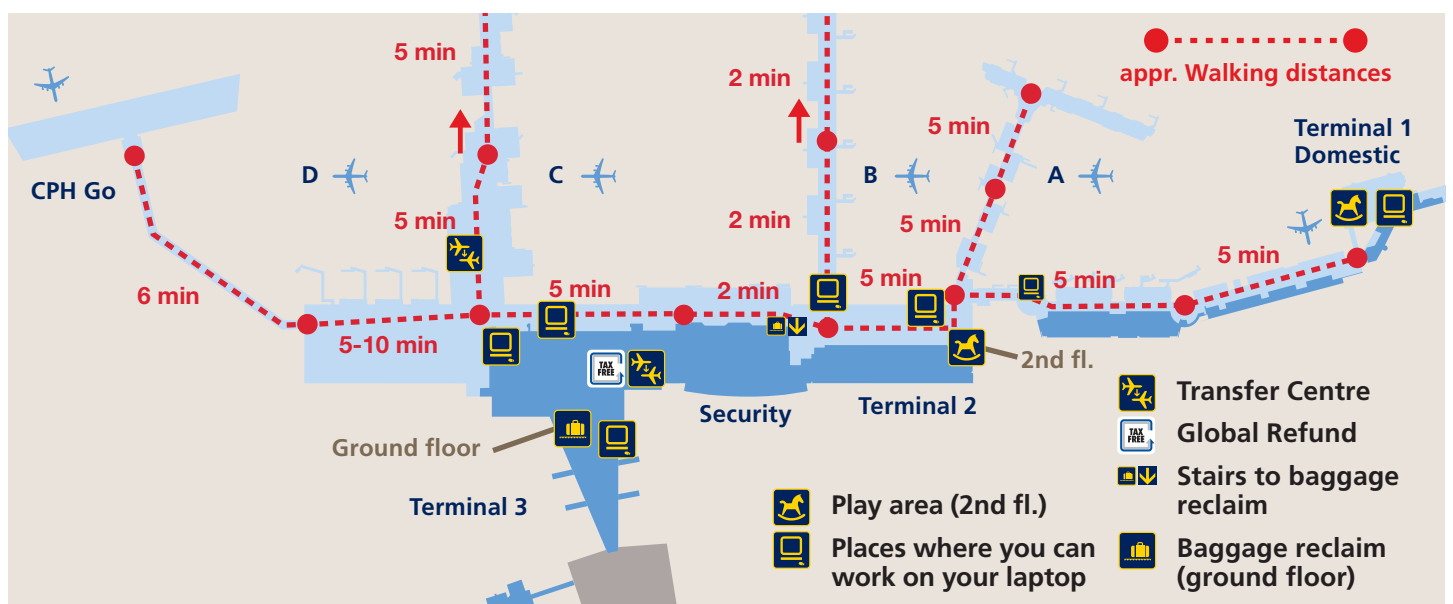 5 min
2 min
appr. Walking distances
5 min
Terminal 1
Domestic
CPH Go
D
C
B
A
5 min
2 min
5 min
6 min
5 min
2 min
5 min
5 min
5 min
5-10 min
2nd fl.
TAX
FREE
Security
Terminal 2
Ground floor
Terminal 3
Transfer Centre
TAX
FREE
Global Refund
Stairs to baggage
reclaim
Play area (2nd fl.)
Places where you can
work on your laptop
Baggage reclaim
(ground floor)